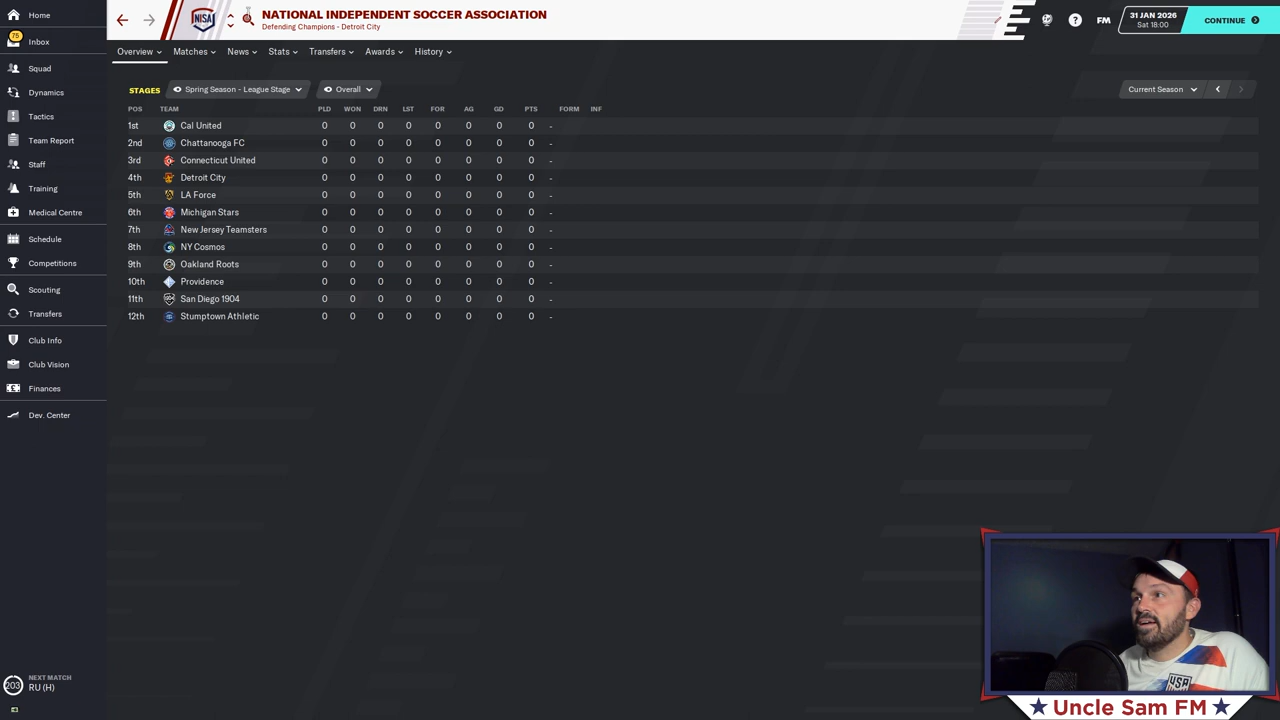 Home
75
Inbox
Squad
Dynamics
Tactics
Team Report
Staff
Training
Medical Centre
Schedule
Competitions
Scouting
Transfers
Club Info
Club Vision
Finances
Dev. Center
203
NEXT MATCH
RU (H)
NISA
NATIONAL INDEPENDENT SOCCER ASSOCIATION
Defending Champions - Detroit City
?
FM
31 JAN 2026
Sat 18:00
CONTINUE
Overview Matches News Stats Transfers Awards History
STAGES Spring Season - League Stage Overall Current Season
POS TEAM PLD WON DRN LST FOR AG GD PTS FORM INF
1st Cal United 0 0 0 0 0 0 0 0 -
2nd Chattanooga FC 0 0 0 0 0 0 0 0 -
3rd Connecticut United 0 0 0 0 0 0 0 0 -
4th Detroit City 0 0 0 0 0 0 0 0 -
5th LA Force 0 0 0 0 0 0 0 0 -
6th Michigan Stars 0 0 0 0 0 0 0 0 -
7th New Jersey Teamsters 0 0 0 0 0 0 0 0 -
8th NY Cosmos 0 0 0 0 0 0 0 0 -
9th Oakland Roots 0 0 0 0 0 0 0 0 -
10th Providence 0 0 0 0 0 0 0 0 -
11th San Diego 1904 0 0 0 0 0 0 0 0 -
12th Stumptown Athletic 0 0 0 0 0 0 0 0 -
USA
Uncle Sam FM